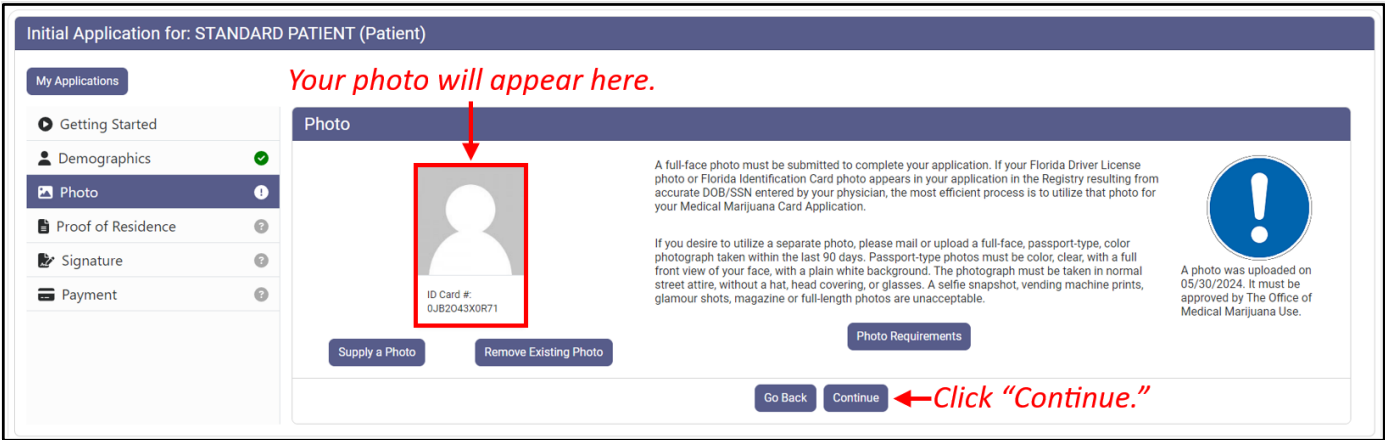 Initial Application for: STANDARD PATIENT (Patient)
My Applications
Your photo will appear here.
Getting Started
Demographics
Photo
Proof of Residence
Signature
Payment
Photo
ID Card #:
0JB2O43X0R71
Supply a Photo
Remove Existing Photo
A full-face photo must be submitted to complete your application. If your Florida Driver License
photo or Florida Identification Card photo appears in your application in the Registry resulting from
accurate DOB/SSN entered by your physician, the most efficient process is to utilize that photo for
your Medical Marijuana Card Application.
If you desire to utilize a separate photo, please mail or upload a full-face, passport-type, color
photograph taken within the last 90 days. Passport-type photos must be color, clear, with a full
front view of your face, with a plain white background. The photograph must be taken in normal
street attire, without a hat, head covering, or glasses. A selfie snapshot, vending machine prints,
glamour shots, magazine or full-length photos are unacceptable.
Photo Requirements
A photo was uploaded on
05/30/2024. It must be
approved by The Office of
Medical Marijuana Use.
Go Back
Continue
Click “Continue.”